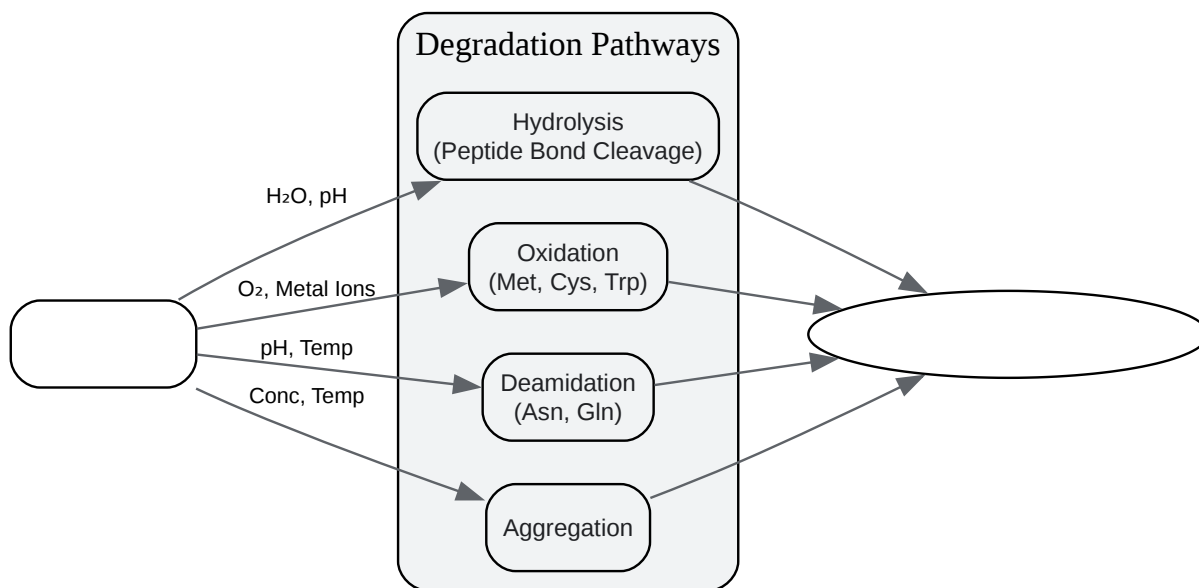 Degradation Pathways
Hydrolysis
(Peptide Bond Cleavage)
H₂O, pH
Oxidation
(Met, Cys, Trp)
O₂, Metal Ions
pH, Temp
Deamidation
(Asn, Gln)
Conc, Temp
Aggregation